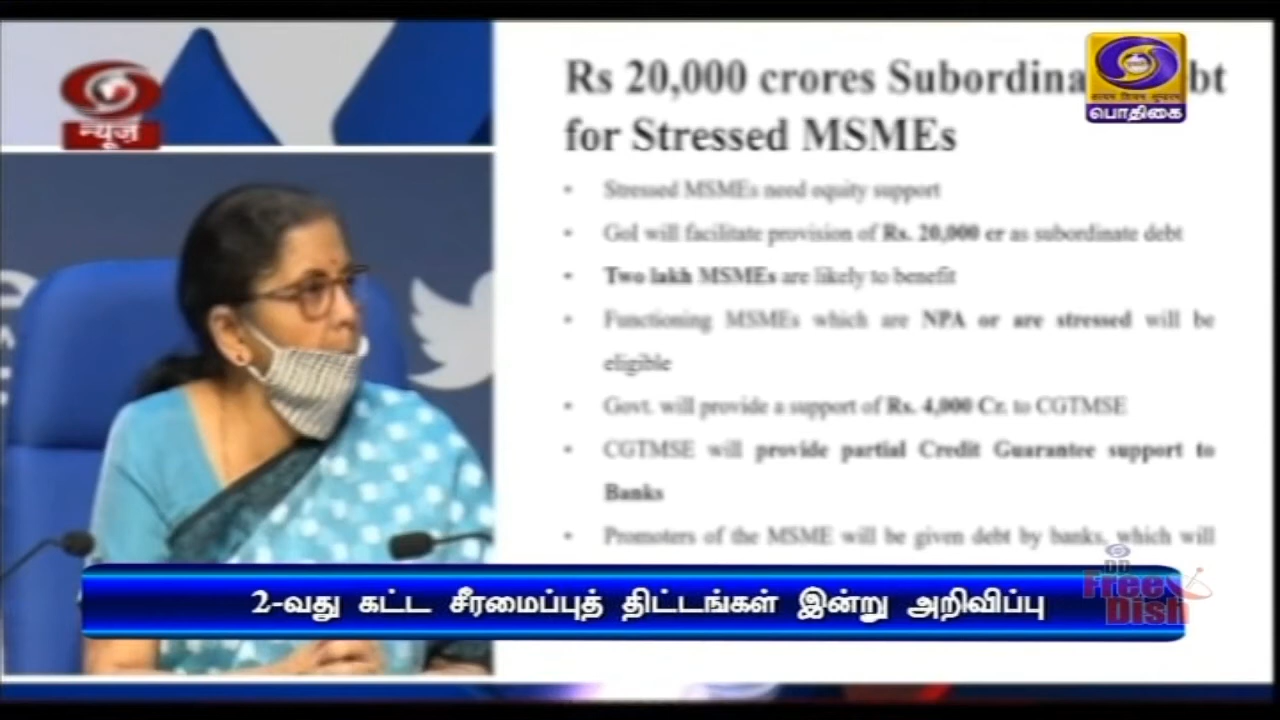 न्यूज़
Rs 20,000 crores Subordina bt
for Stressed MSMEs
பொதிகை
• Stressed MSMEs need equity support
• GoI will facilitate provision of Rs. 20,000 cr as subordinate debt
• Two lakh MSMEs are likely to benefit
• Functioning MSMEs which are NPA or are stressed will be
eligible
• Govt. will provide a support of Rs. 4,000 Cr. to CGTMSE
• CGTMSE will provide partial Credit Guarantee support to
Banks
• Promoters of the MSME will be given debt by banks, which will
2-வது கட்ட சீரமைப்புத் திட்டங்கள் இன்று அறிவிப்பு
DD
Free
Dish